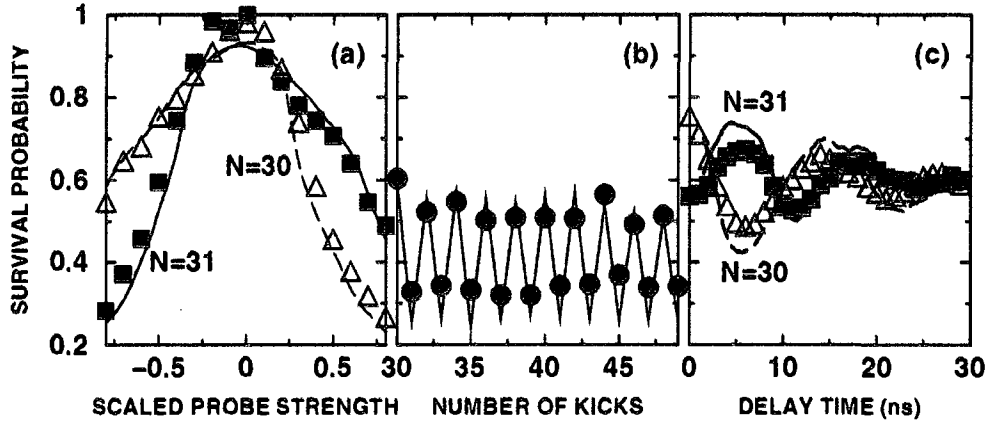 SURVIVAL PROBABILITY
1
0.8
0.6
0.4
0.2
(a)
N=30
N=31
−0.5
0
0.5
SCALED PROBE STRENGTH
(b)
30
35
40
45
NUMBER OF KICKS
(c)
N=31
N=30
0
10
20
30
DELAY TIME (ns)